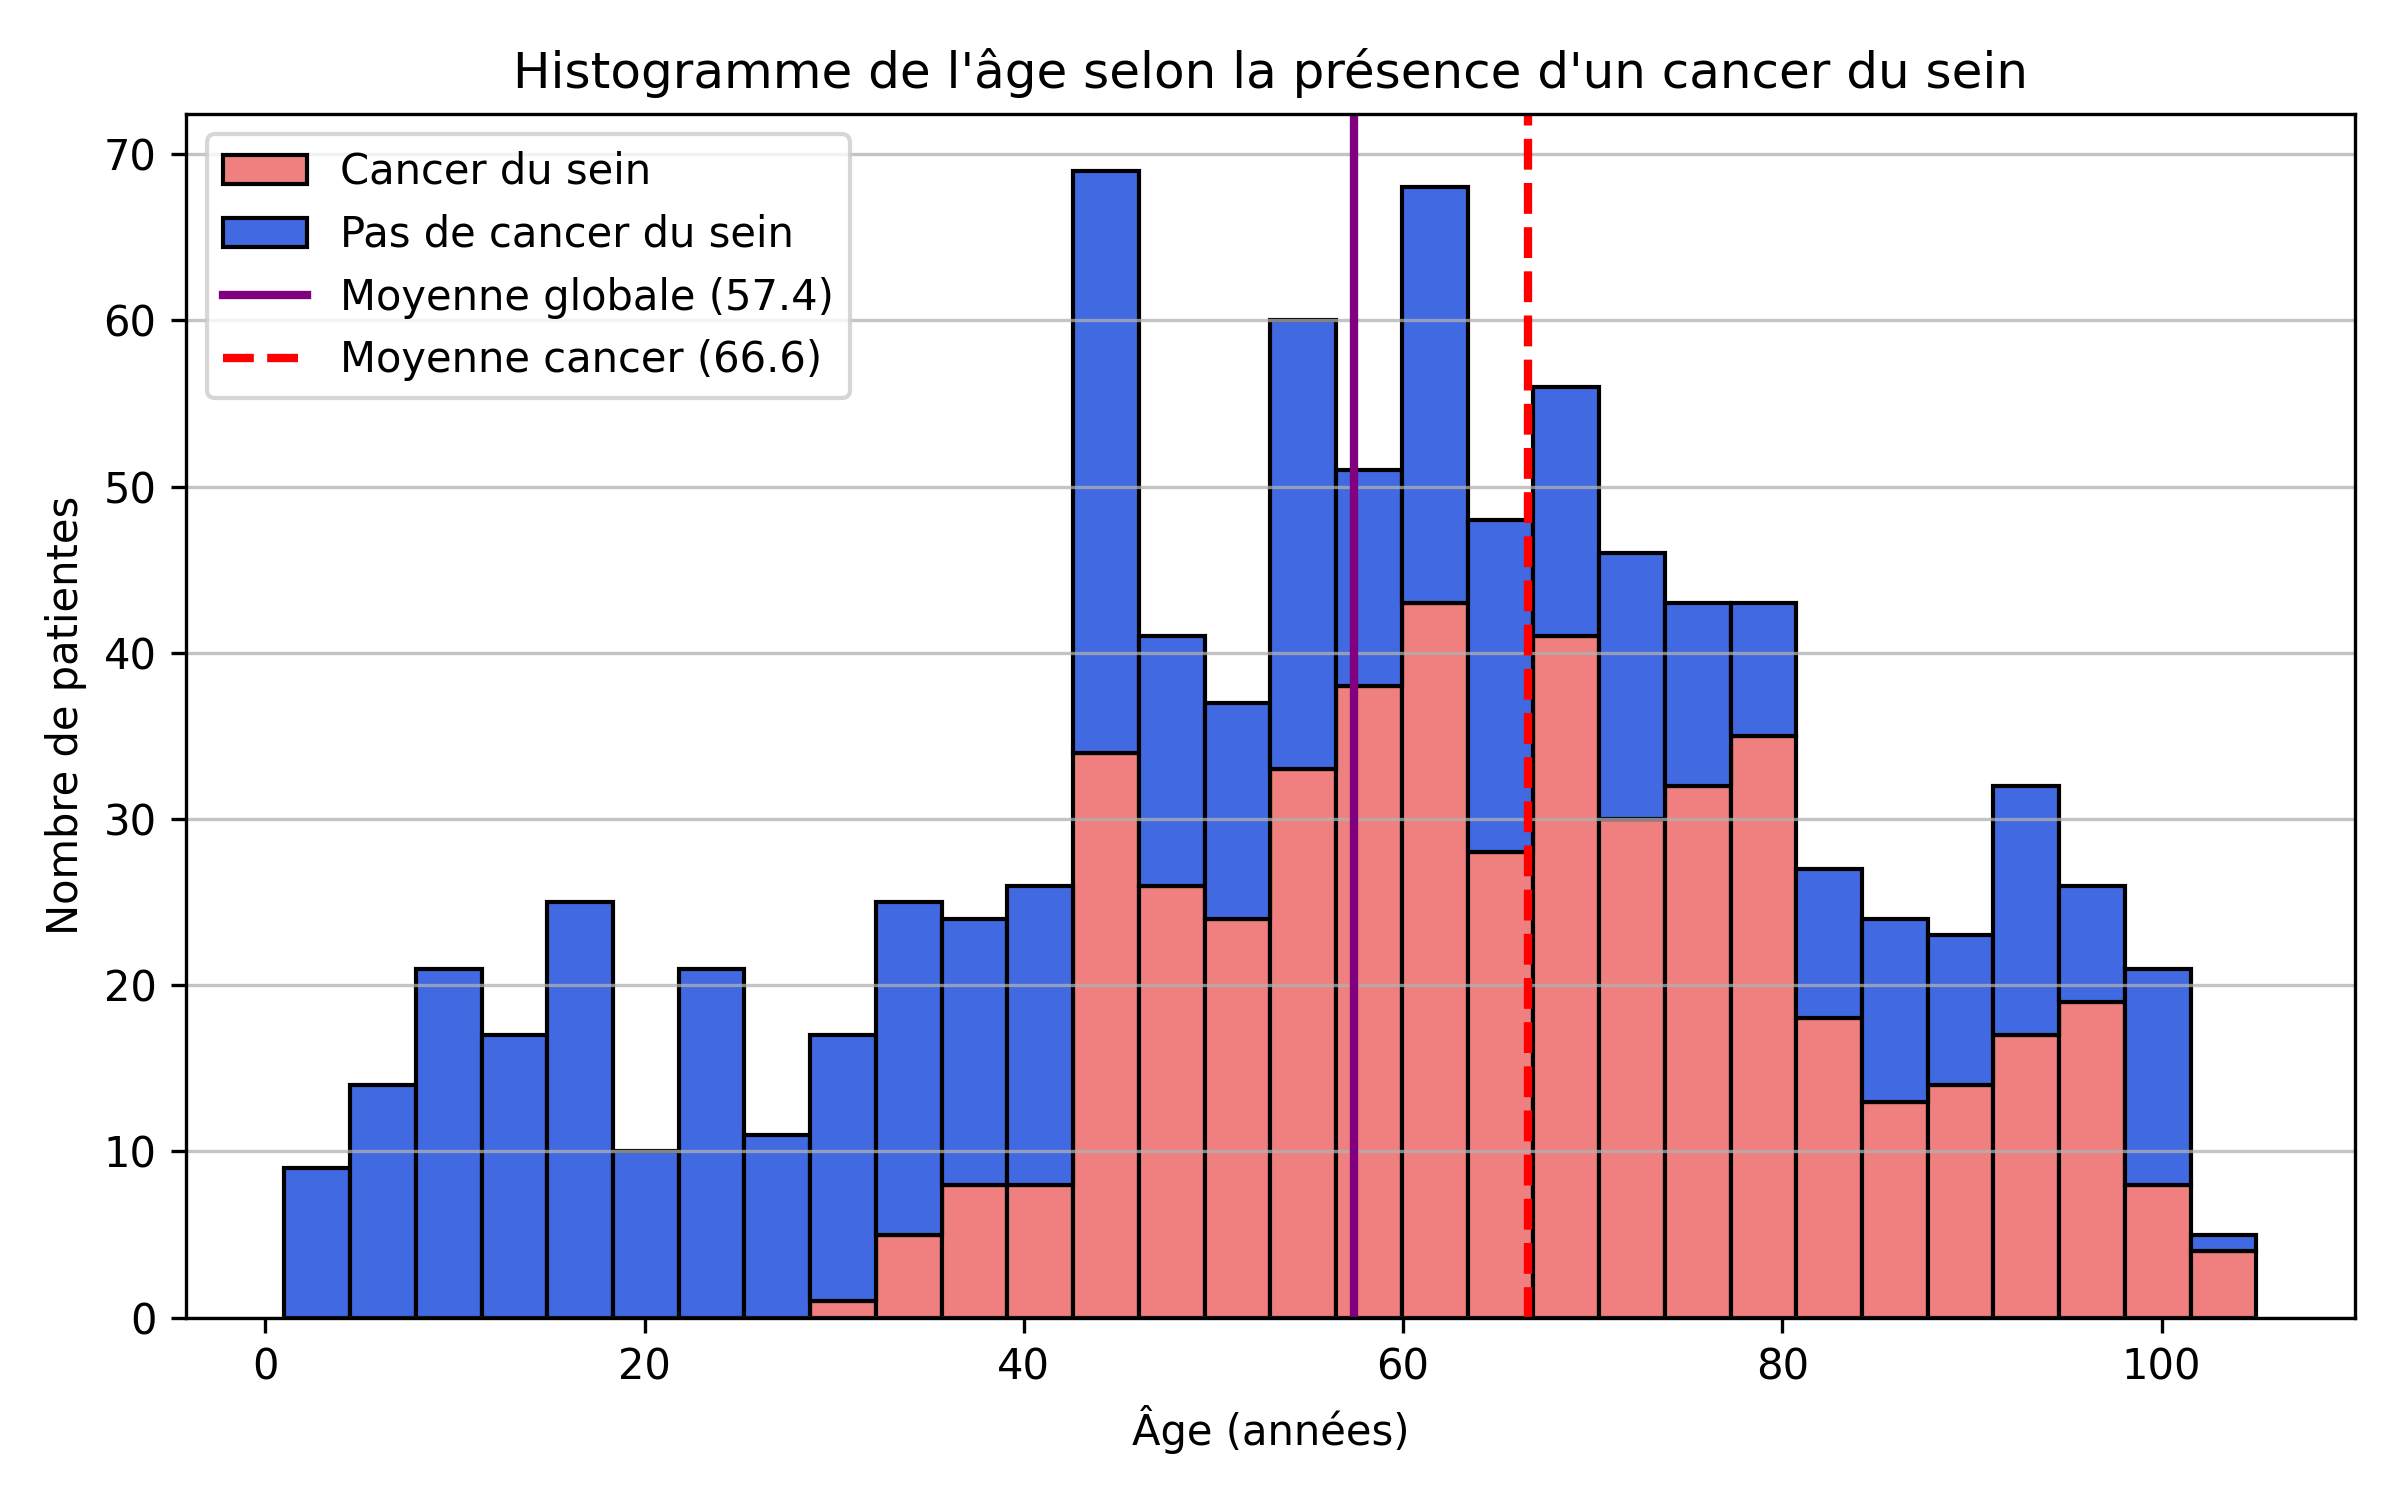 Histogramme de l'âge selon la présence d'un cancer du sein
Cancer du sein
Pas de cancer du sein
Moyenne globale (57.4)
Moyenne cancer (66.6)
Nombre de patientes
70
60
50
40
30
20
10
0
0 20 40 60 80 100
Âge (années)